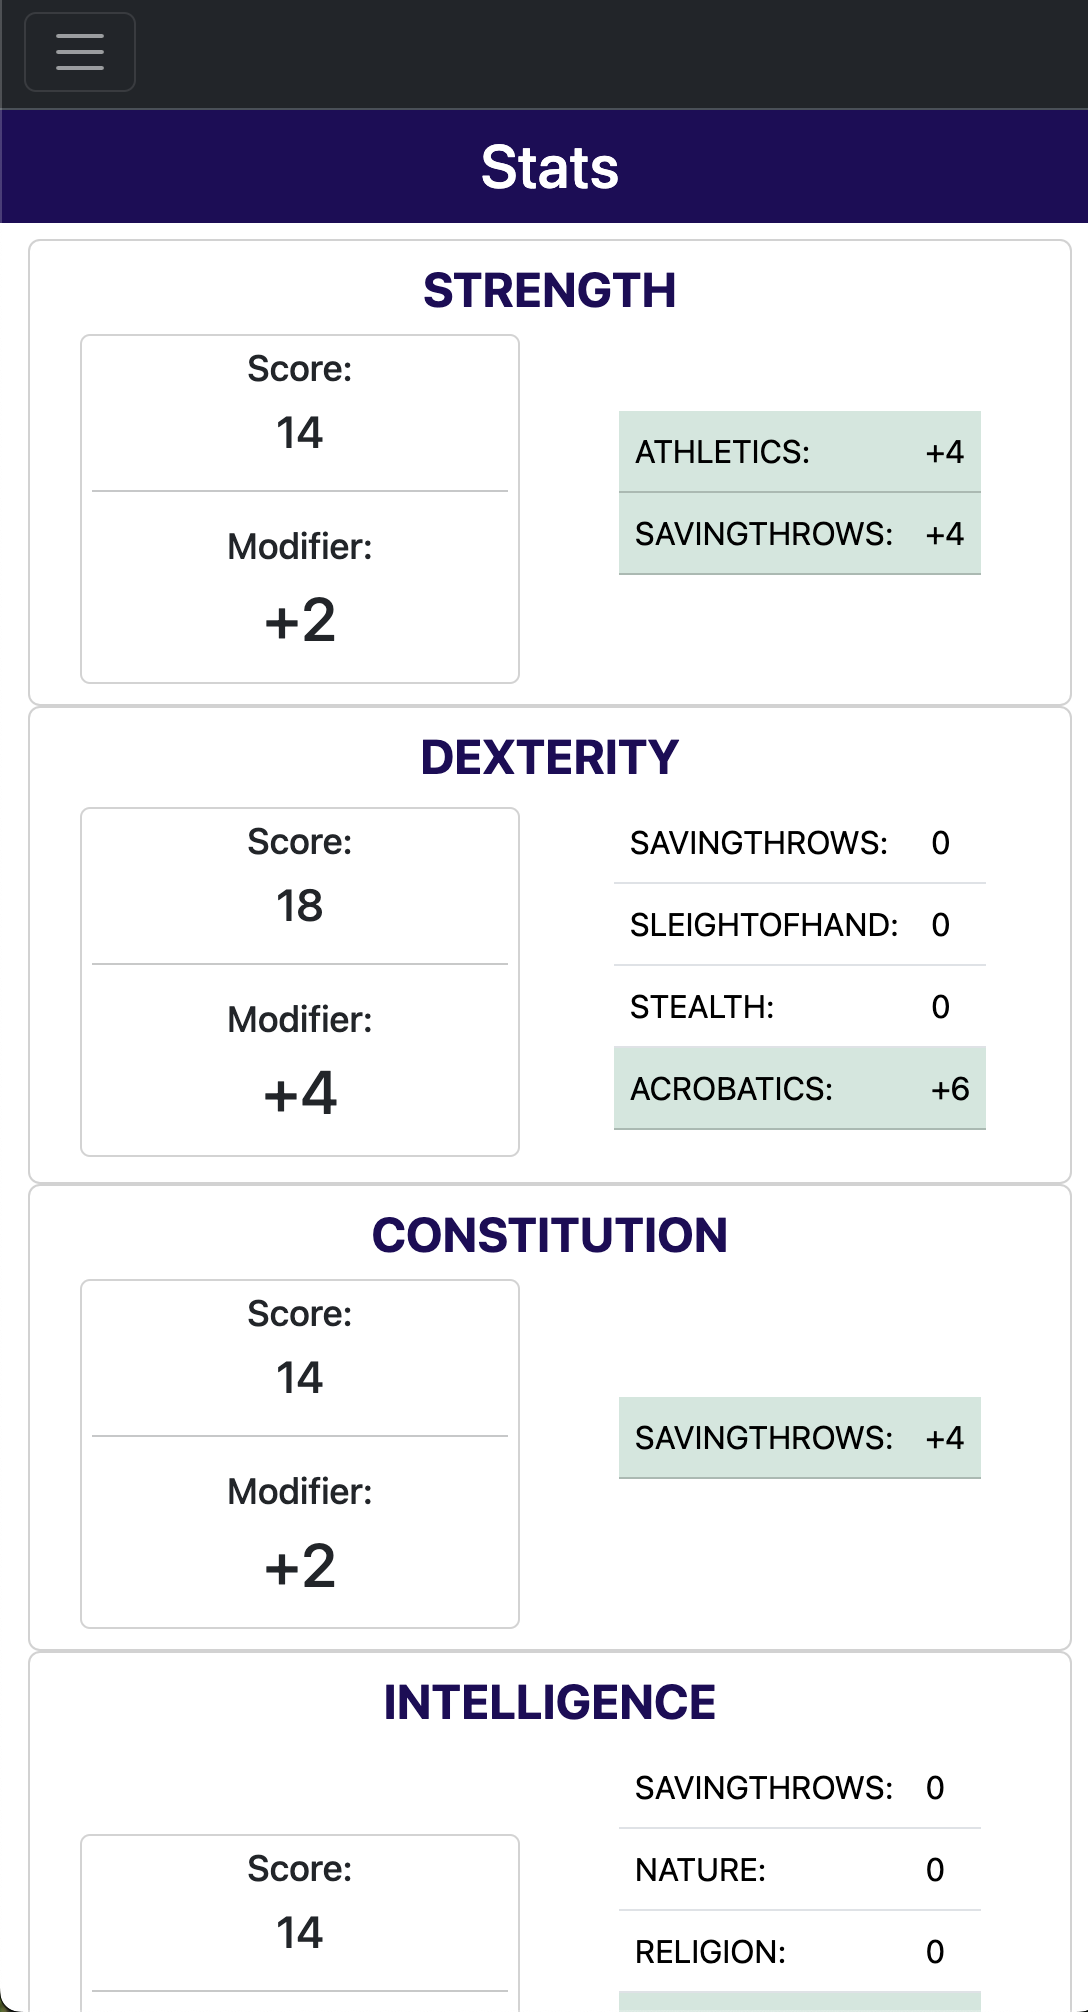 Stats
STRENGTH
Score:
14
Modifier:
+2
ATHLETICS: +4
SAVINGTHROWS: +4
DEXTERITY
Score:
18
Modifier:
+4
SAVINGTHROWS: 0
SLEIGHTOFHAND: 0
STEALTH: 0
ACROBATICS: +6
CONSTITUTION
Score:
14
Modifier:
+2
SAVINGTHROWS: +4
INTELLIGENCE
Score:
14
SAVINGTHROWS: 0
NATURE: 0
RELIGION: 0